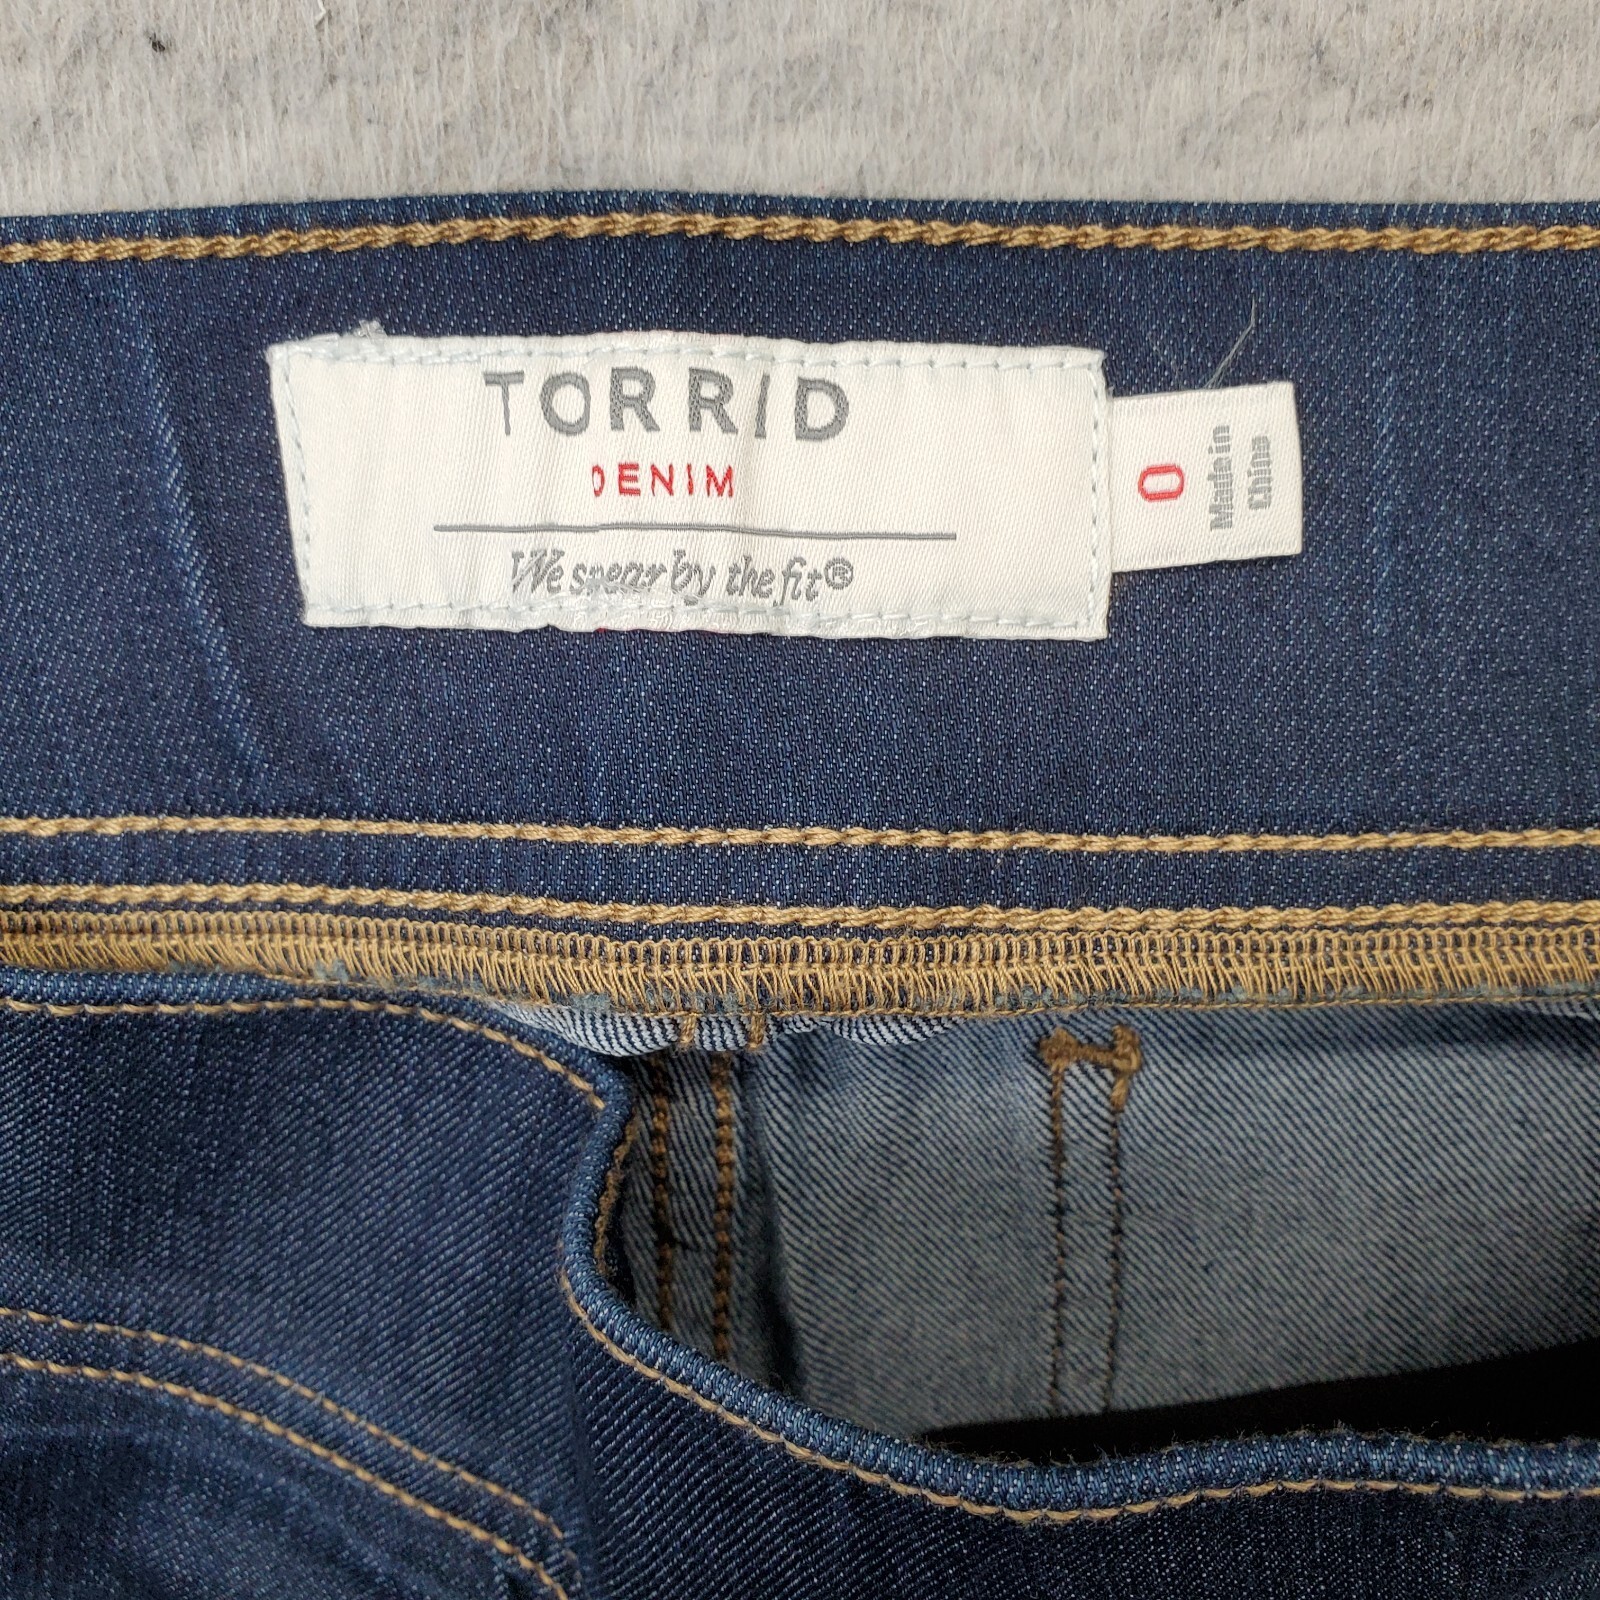 TORRID
DENIM
We swear by the fit®
0
Made in
China